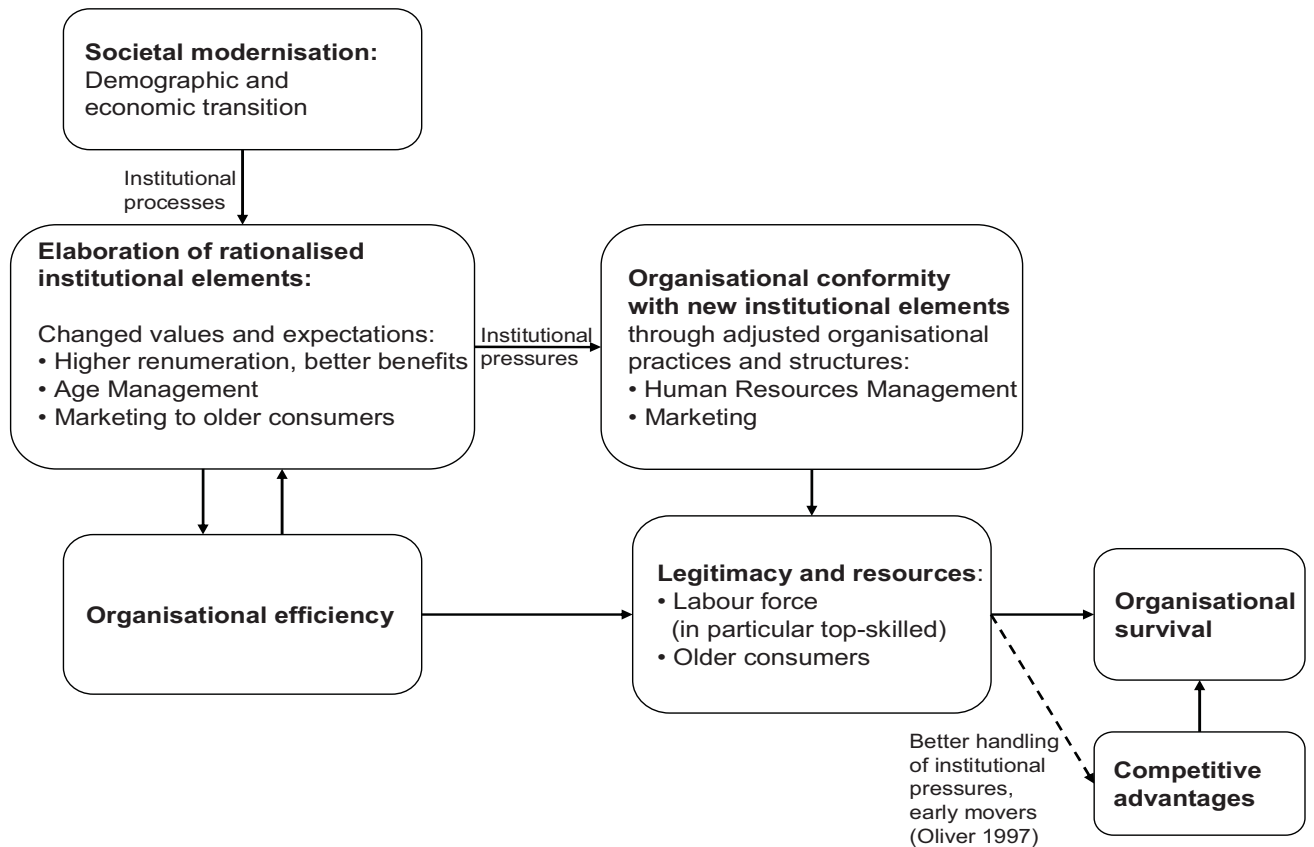 Societal modernisation:
Demographic and
economic transition
Institutional
processes
Elaboration of rationalised
institutional elements:
Changed values and expectations:
• Higher renumeration, better benefits
• Age Management
• Marketing to older consumers
Institutional
pressures
Organisational conformity
with new institutional elements
through adjusted organisational
practices and structures:
• Human Resources Management
• Marketing
Organisational efficiency
Legitimacy and resources:
• Labour force
(in particular top-skilled)
• Older consumers
Organisational
survival
Better handling
of institutional
pressures,
early movers
(Oliver 1997)
Competitive
advantages